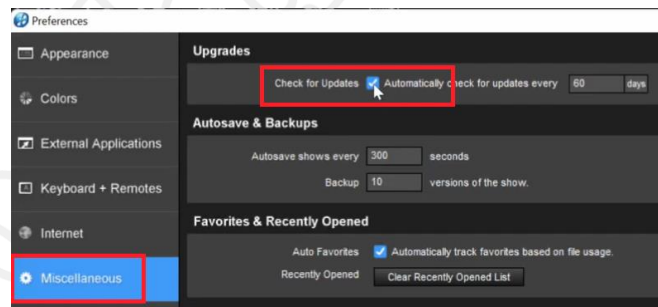 Preferences
Appearance
Colors
External Applications
Keyboard + Remotes
Internet
Miscellaneous
Upgrades
Check for Updates Automatically check for updates every 60 days
Autosave & Backups
Autosave shows every 300 seconds
Backup 10 versions of the show.
Favorites & Recently Opened
Auto Favorites Automatically track favorites based on file usage.
Recently Opened Clear Recently Opened List